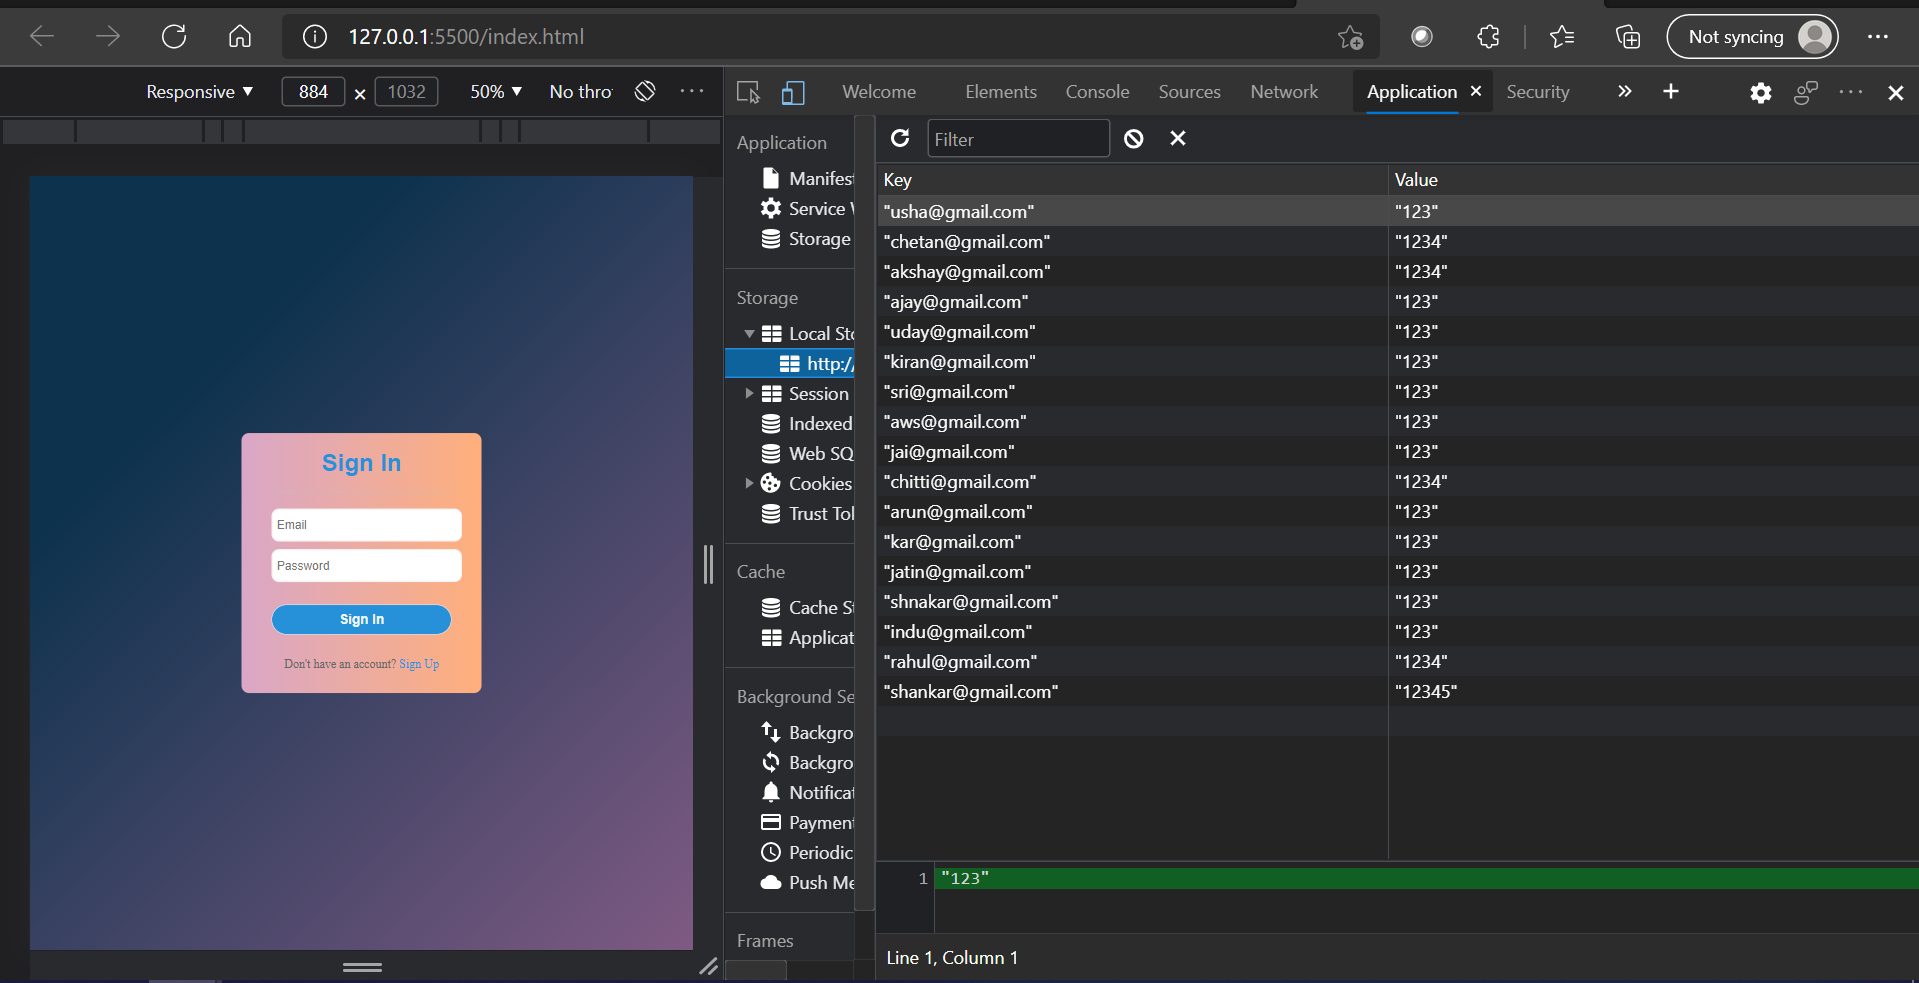 127.0.0.1:5500/index.html
Not syncing
Responsive
884
1032
50%
No thro
Welcome
Elements
Console
Sources
Network
Application
Security
Application
Manifest
Service W
Storage
Storage
Local Sto
http://
Session
Indexed
Web SQ
Cookies
Trust Tok
Cache
Cache St
Applicat
Background Se
Backgro
Backgro
Notificat
Payment
Periodic
Push Me
Frames
Filter
Key Value
"usha@gmail.com" "123"
"chetan@gmail.com" "1234"
"akshay@gmail.com" "1234"
"ajay@gmail.com" "123"
"uday@gmail.com" "123"
"kiran@gmail.com" "123"
"sri@gmail.com" "123"
"aws@gmail.com" "123"
"jai@gmail.com" "123"
"chitti@gmail.com" "1234"
"arun@gmail.com" "123"
"kar@gmail.com" "123"
"jatin@gmail.com" "123"
"shnakar@gmail.com" "123"
"indu@gmail.com" "123"
"rahul@gmail.com" "1234"
"shankar@gmail.com" "12345"
1 "123"
Line 1, Column 1
Sign In
Email
Password
Sign In
Don't have an account? Sign Up